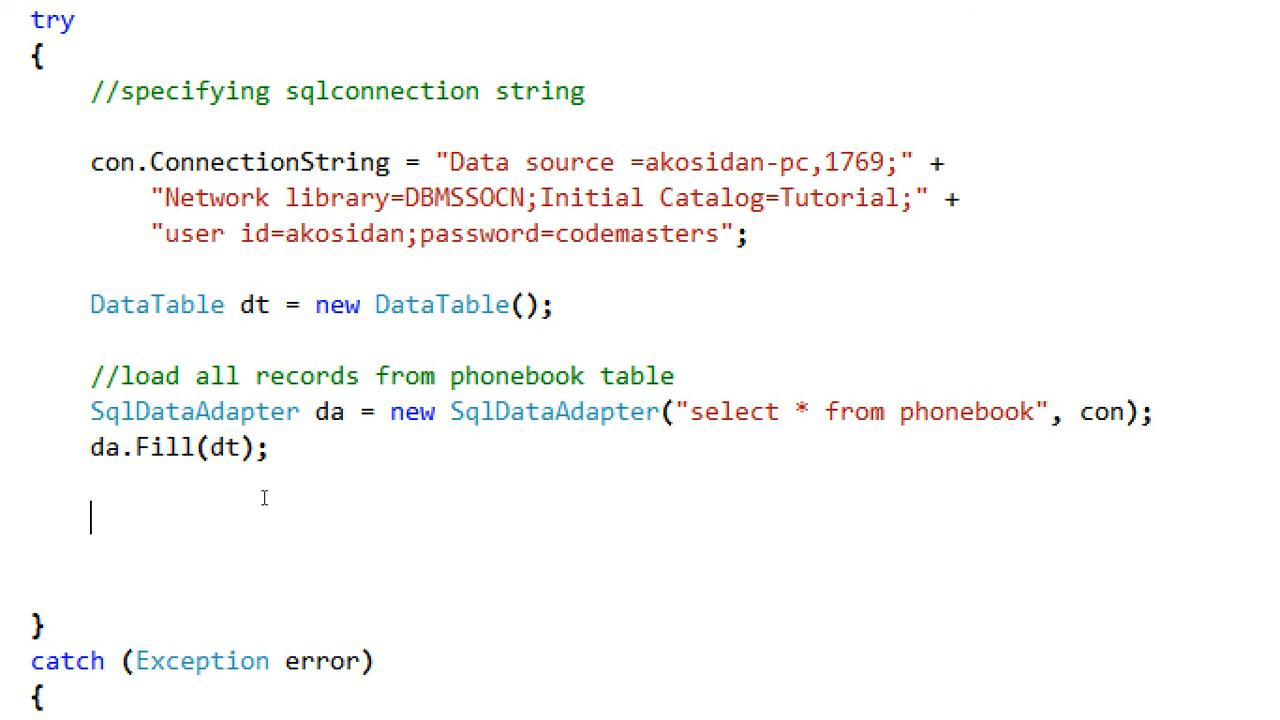 try
{
//specifying sqlconnection string
con.ConnectionString = "Data source =akosidan-pc,1769;" +
"Network library=DBMSSOCN;Initial Catalog=Tutorial;" +
"user id=akosidan;password=codemasters";
DataTable dt = new DataTable();
//load all records from phonebook table
SqlDataAdapter da = new SqlDataAdapter("select * from phonebook", con);
da.Fill(dt);
}
catch (Exception error)
{